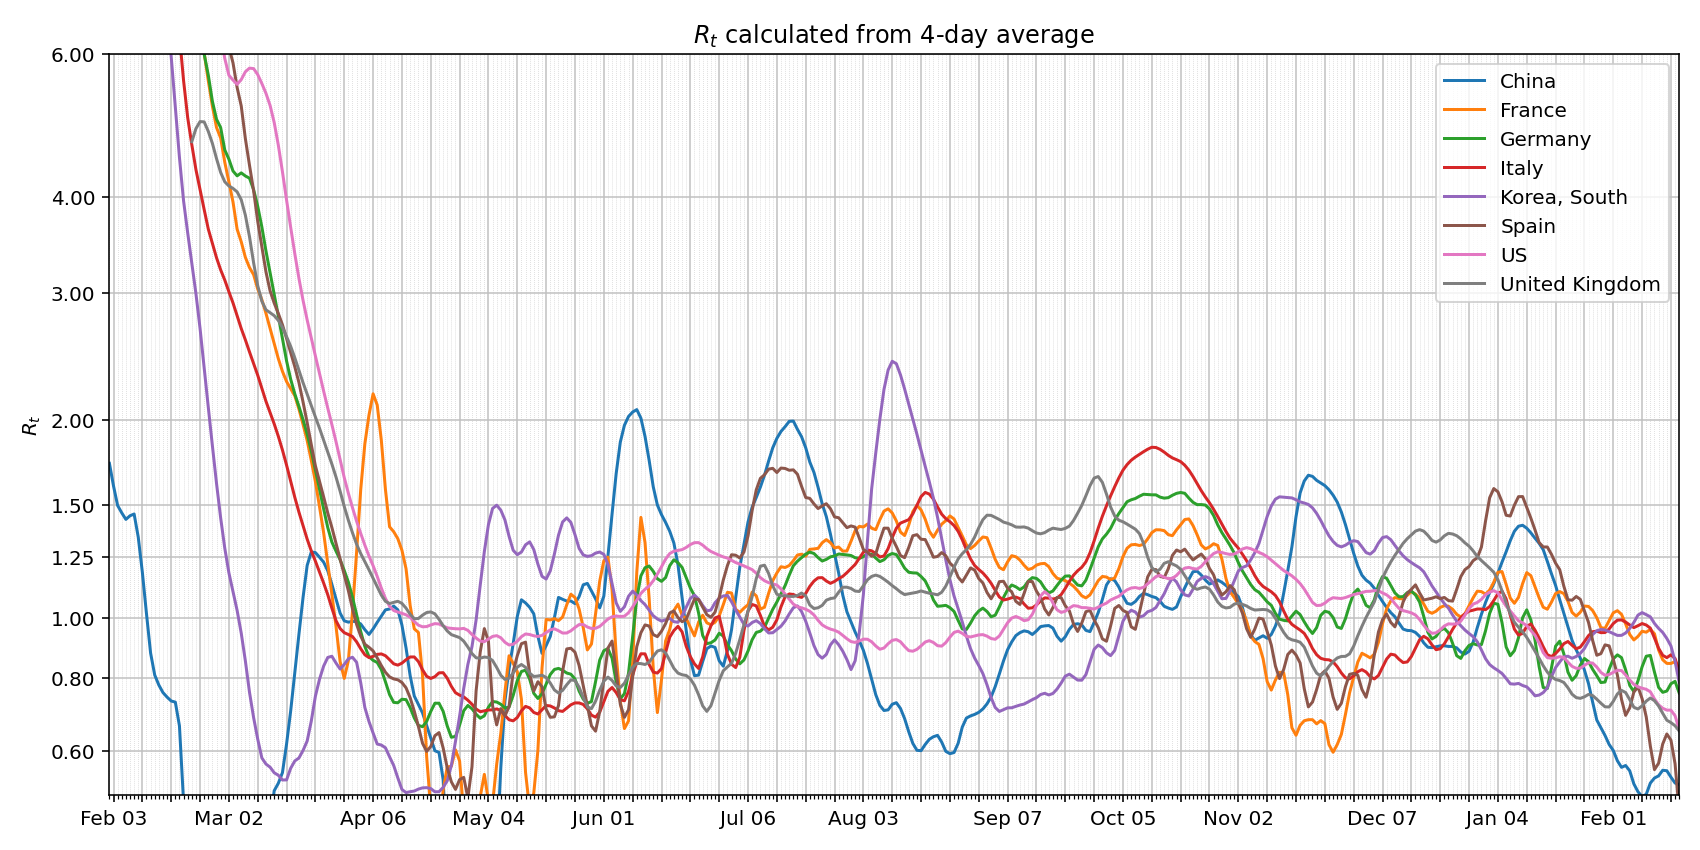 Rt calculated from 4-day average
6.00
4.00
3.00
2.00
1.50
1.25
1.00
0.80
0.60
Rt
China
France
Germany
Italy
Korea, South
Spain
US
United Kingdom
Feb 03 Mar 02 Apr 06 May 04 Jun 01 Jul 06 Aug 03 Sep 07 Oct 05 Nov 02 Dec 07 Jan 04 Feb 01